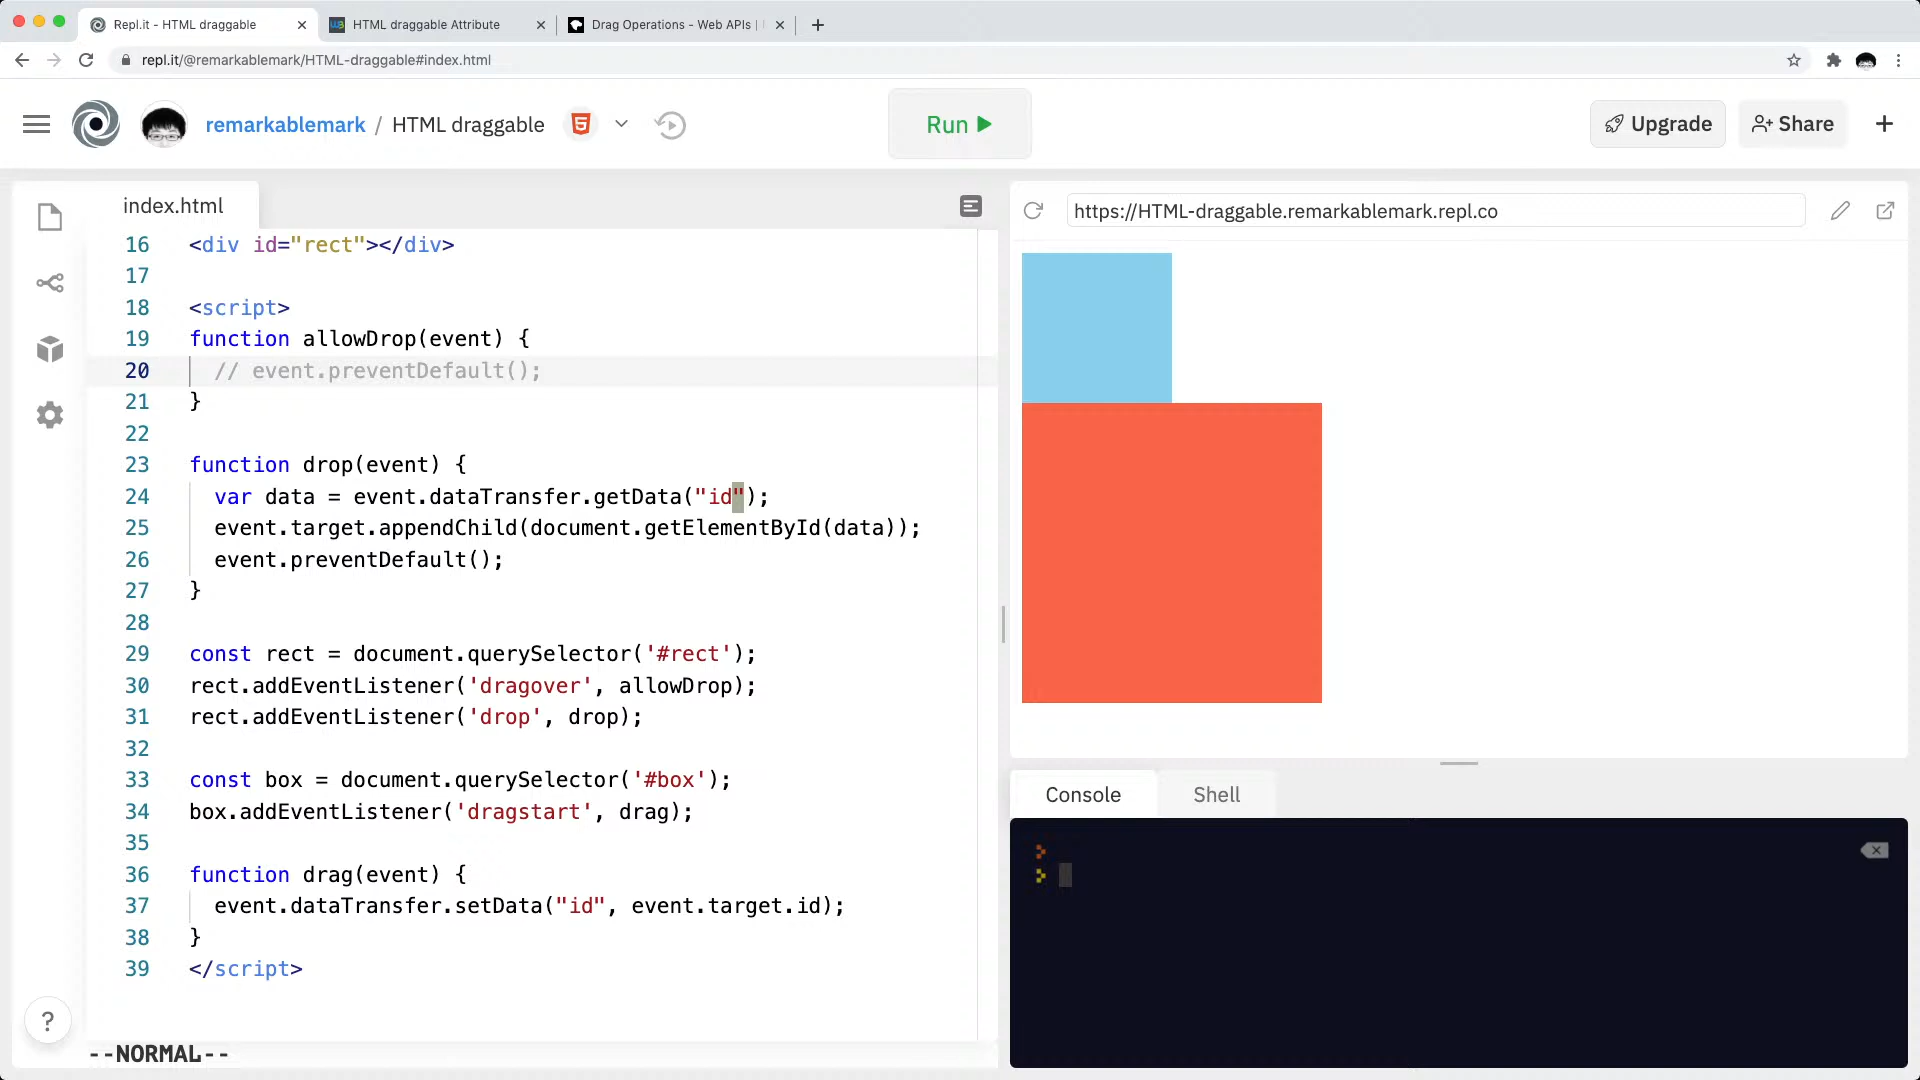 Repl.it - HTML draggable
HTML draggable Attribute
Drag Operations - Web APIs |
repl.it/@remarkablemark/HTML-draggable#index.html
remarkablemark / HTML draggable
5
Run
Upgrade
Share
index.html
https://HTML-draggable.remarkablemark.repl.co
16 <div id="rect"></div>
17
18 <script>
19 function allowDrop(event) {
20 // event.preventDefault();
21 }
22
23 function drop(event) {
24 var data = event.dataTransfer.getData("id");
25 event.target.appendChild(document.getElementById(data));
26 event.preventDefault();
27 }
28
29 const rect = document.querySelector('#rect');
30 rect.addEventListener('dragover', allowDrop);
31 rect.addEventListener('drop', drop);
32
33 const box = document.querySelector('#box');
34 box.addEventListener('dragstart', drag);
35
36 function drag(event) {
37 event.dataTransfer.setData("id", event.target.id);
38 }
39 </script>
Console
Shell
?
--NORMAL--